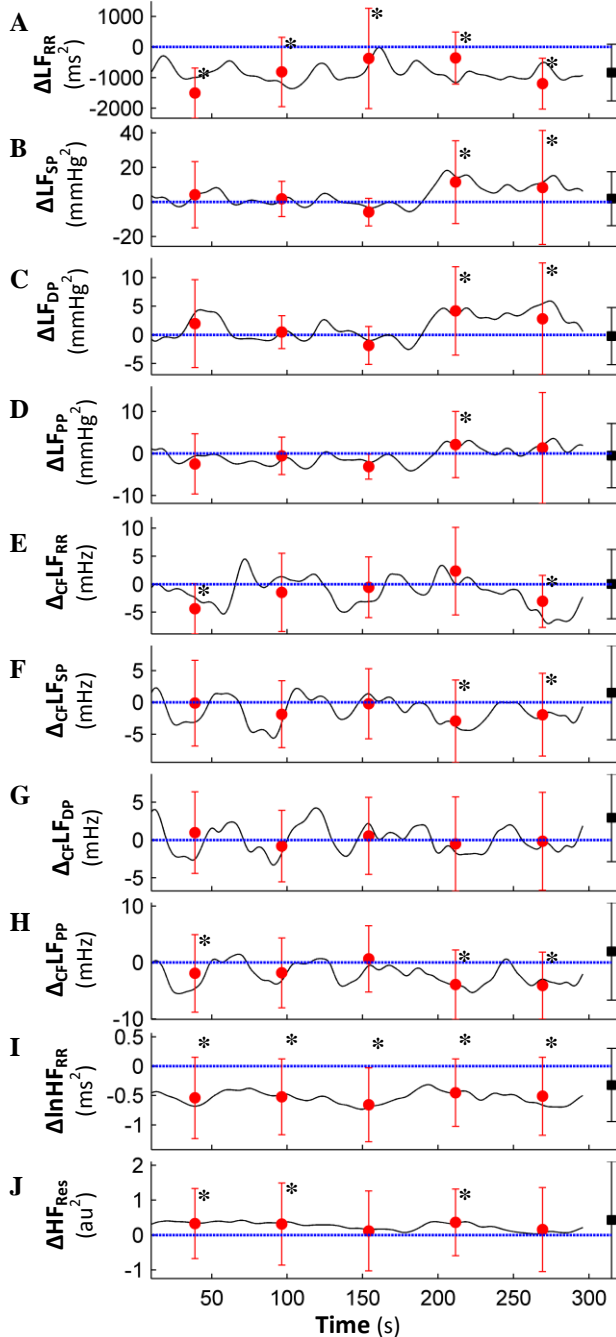 A
ΔLF_RR
(ms²)
1000
0
-1000
-2000
* * * * *
B
ΔLF_SP
(mmHg²)
40
20
0
-20
* *
C
ΔLF_DP
(mmHg²)
10
5
0
-5
* *
D
ΔLF_PP
(mmHg²)
10
0
-10
*
E
Δ_CFLF_RR
(mHz)
10
5
0
-5
* *
F
Δ_CFLF_SP
(mHz)
5
0
-5
* *
G
Δ_CFLF_DP
(mHz)
5
0
-5
H
Δ_CFLF_PP
(mHz)
10
0
-10
* * *
I
ΔlnHF_RR
(ms²)
0.5
0
-0.5
-1
* * * * *
J
ΔHF_Res
(au²)
2
1
0
-1
* * *
50 100 150 200 250 300
Time (s)